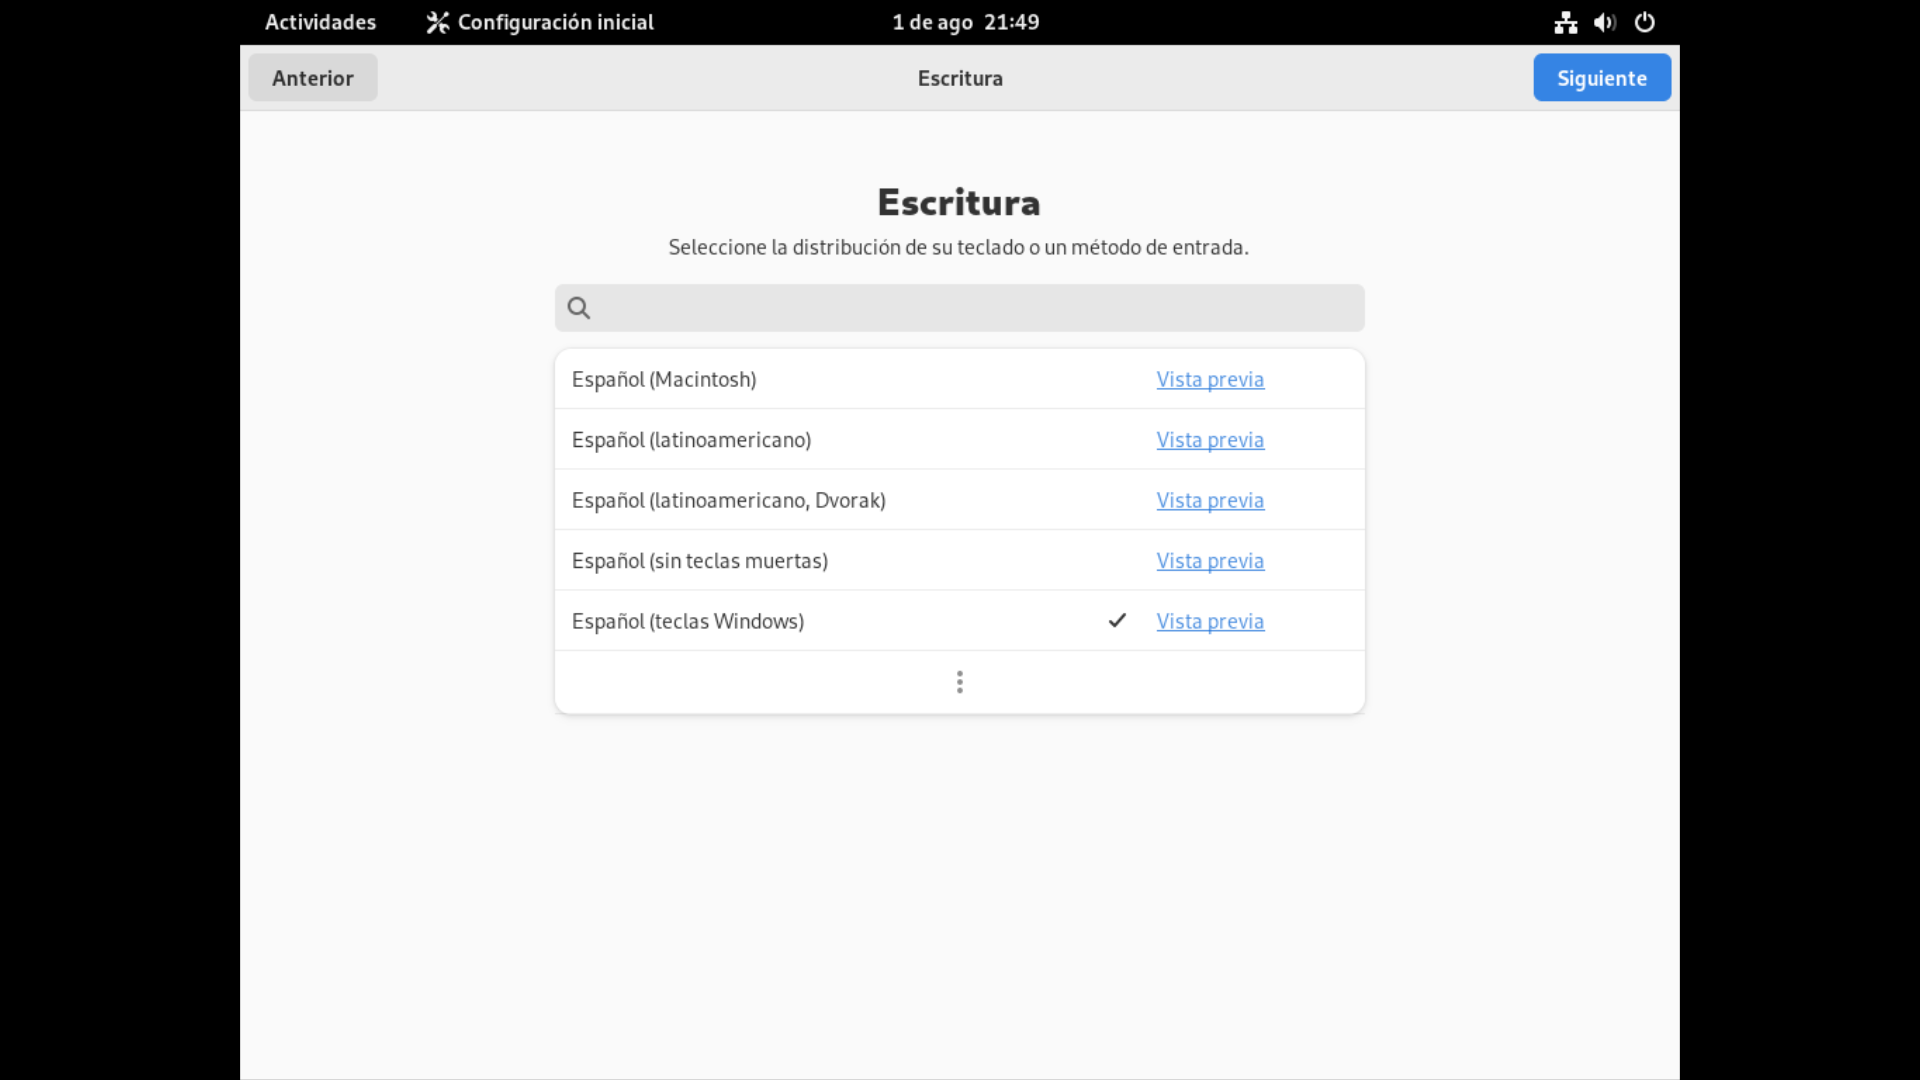 Actividades Configuración inicial 1 de ago 21:49
Anterior Escritura Siguiente
Escritura
Seleccione la distribución de su teclado o un método de entrada.
Español (Macintosh) Vista previa
Español (latinoamericano) Vista previa
Español (latinoamericano, Dvorak) Vista previa
Español (sin teclas muertas) Vista previa
Español (teclas Windows) Vista previa